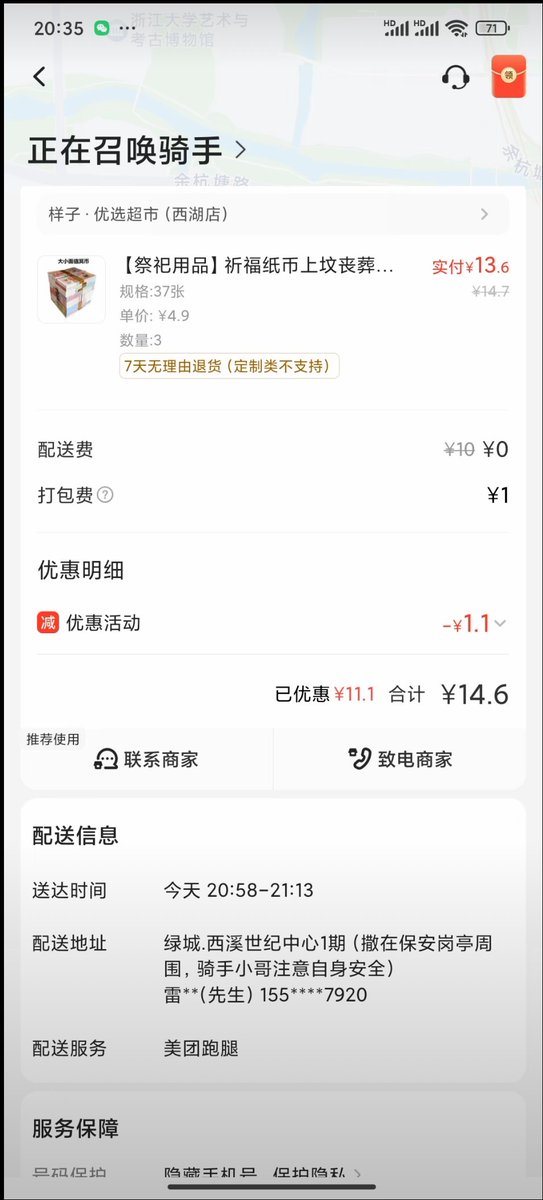 20:35
浙江大学艺术与
考古博物馆
HD
HD
71
领
正在召唤骑手
余杭塘路
余杭塘
样子·优选超市（西湖店）
大小面值冥币
【祭祀用品】祈福纸币上坟丧葬...
实付¥13.6
规格:37张
¥14.7
单价: ¥4.9
数量:3
7天无理由退货（定制类不支持）
配送费
¥10 ¥0
打包费?
¥1
优惠明细
减 优惠活动
-¥1.1
已优惠¥11.1 合计 ¥14.6
推荐使用
联系商家
致电商家
配送信息
送达时间
今天 20:58-21:13
配送地址
绿城.西溪世纪中心1期（撒在保安岗亭周
围，骑手小哥注意自身安全）
雷**(先生) 155****7920
配送服务
美团跑腿
服务保障
号码保护
隐藏手机号，保护隐私